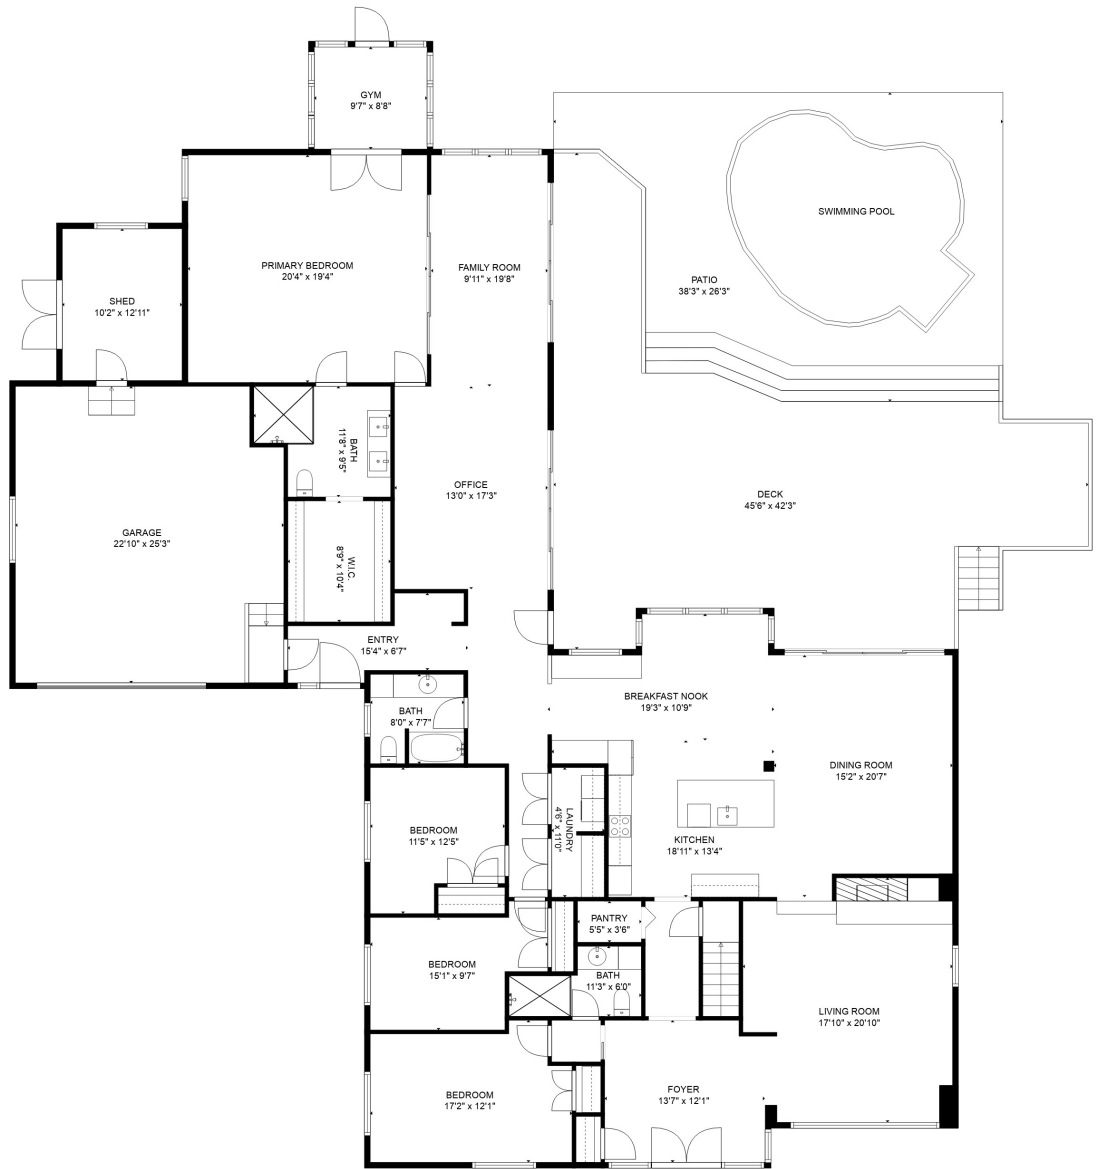 GYM
9'7" x 8'8"
SWIMMING POOL
PRIMARY BEDROOM
20'4" x 19'4"
FAMILY ROOM
9'11" x 19'8"
PATIO
38'3" x 26'3"
SHED
10'2" x 12'11"
BATH
11'8" x 9'5"
OFFICE
13'0" x 17'3"
DECK
45'6" x 42'3"
GARAGE
22'10" x 25'3"
W.I.C.
8'9" x 10'4"
ENTRY
15'4" x 6'7"
BREAKFAST NOOK
19'3" x 10'9"
BATH
8'0" x 7'7"
DINING ROOM
15'2" x 20'7"
BEDROOM
11'5" x 12'5"
LAUNDRY
4'6" x 11'0"
KITCHEN
18'11" x 13'4"
PANTRY
5'5" x 3'6"
BEDROOM
15'1" x 9'7"
BATH
11'3" x 6'0"
LIVING ROOM
17'10" x 20'10"
BEDROOM
17'2" x 12'1"
FOYER
13'7" x 12'1"